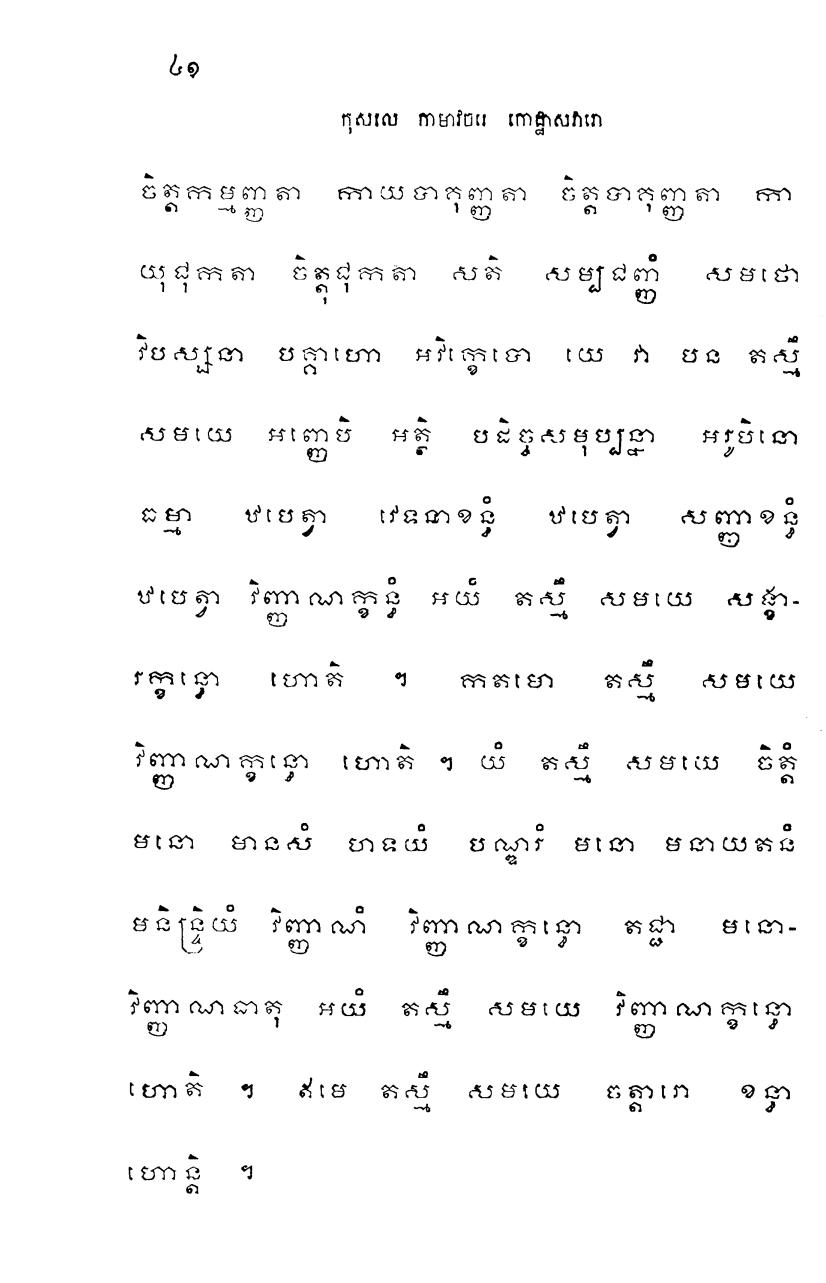 ៤១
កុសលេ កាមាវចរេ កោដ្ឋាសវារោ
ចិត្តកម្មញ្ញតា កាយបាគុញ្ញតា ចិត្តបាគុញ្ញតា កា
យុជុកតា ចិត្តុជុកតា សតិ សម្បជញ្ញំ សមថោ
វិបស្សនា បគ្គាហោ អវិក្ខេបោ យេ វា បន តស្មឹ
សមយេ អញ្ញេបិ អត្ថិ បដិច្ចសមុប្បន្នា អរូបិនោ
ធម្មា ឋបេត្វា វេទនាខន្ធំ ឋបេត្វា សញ្ញាខន្ធំ
ឋបេត្វា វិញ្ញាណក្ខន្ធំ អយំ តស្មឹ សមយេ សង្ខា-
រក្ខន្ធោ ហោតិ ។ កតមោ តស្មឹ សមយេ
វិញ្ញាណក្ខន្ធោ ហោតិ ។ យំ តស្មឹ សមយេ ចិត្តំ
មនោ មានសំ ហទយំ បណ្ឌរំ មនោ មនាយតនំ
មនិន្ទ្រិយំ វិញ្ញាណំ វិញ្ញាណក្ខន្ធោ តជ្ជា មនោ-
វិញ្ញាណធាតុ អយំ តស្មឹ សមយេ វិញ្ញាណក្ខន្ធោ
ហោតិ ។ ឥមេ តស្មឹ សមយេ ចត្តារោ ខន្ធា
ហោន្តិ ។